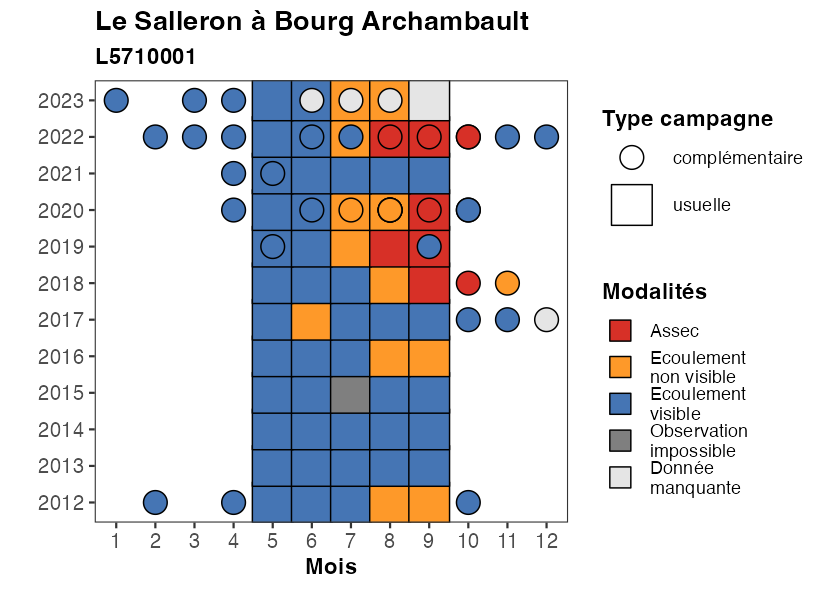 Le Salleron à Bourg Archambault
L5710001
2023
2022
2021
2020
2019
2018
2017
2016
2015
2014
2013
2012
1 2 3 4 5 6 7 8 9 10 11 12
Mois
Type campagne
complémentaire
usuelle
Modalités
Assec
Ecoulement
non visible
Ecoulement
visible
Observation
impossible
Donnée
manquante